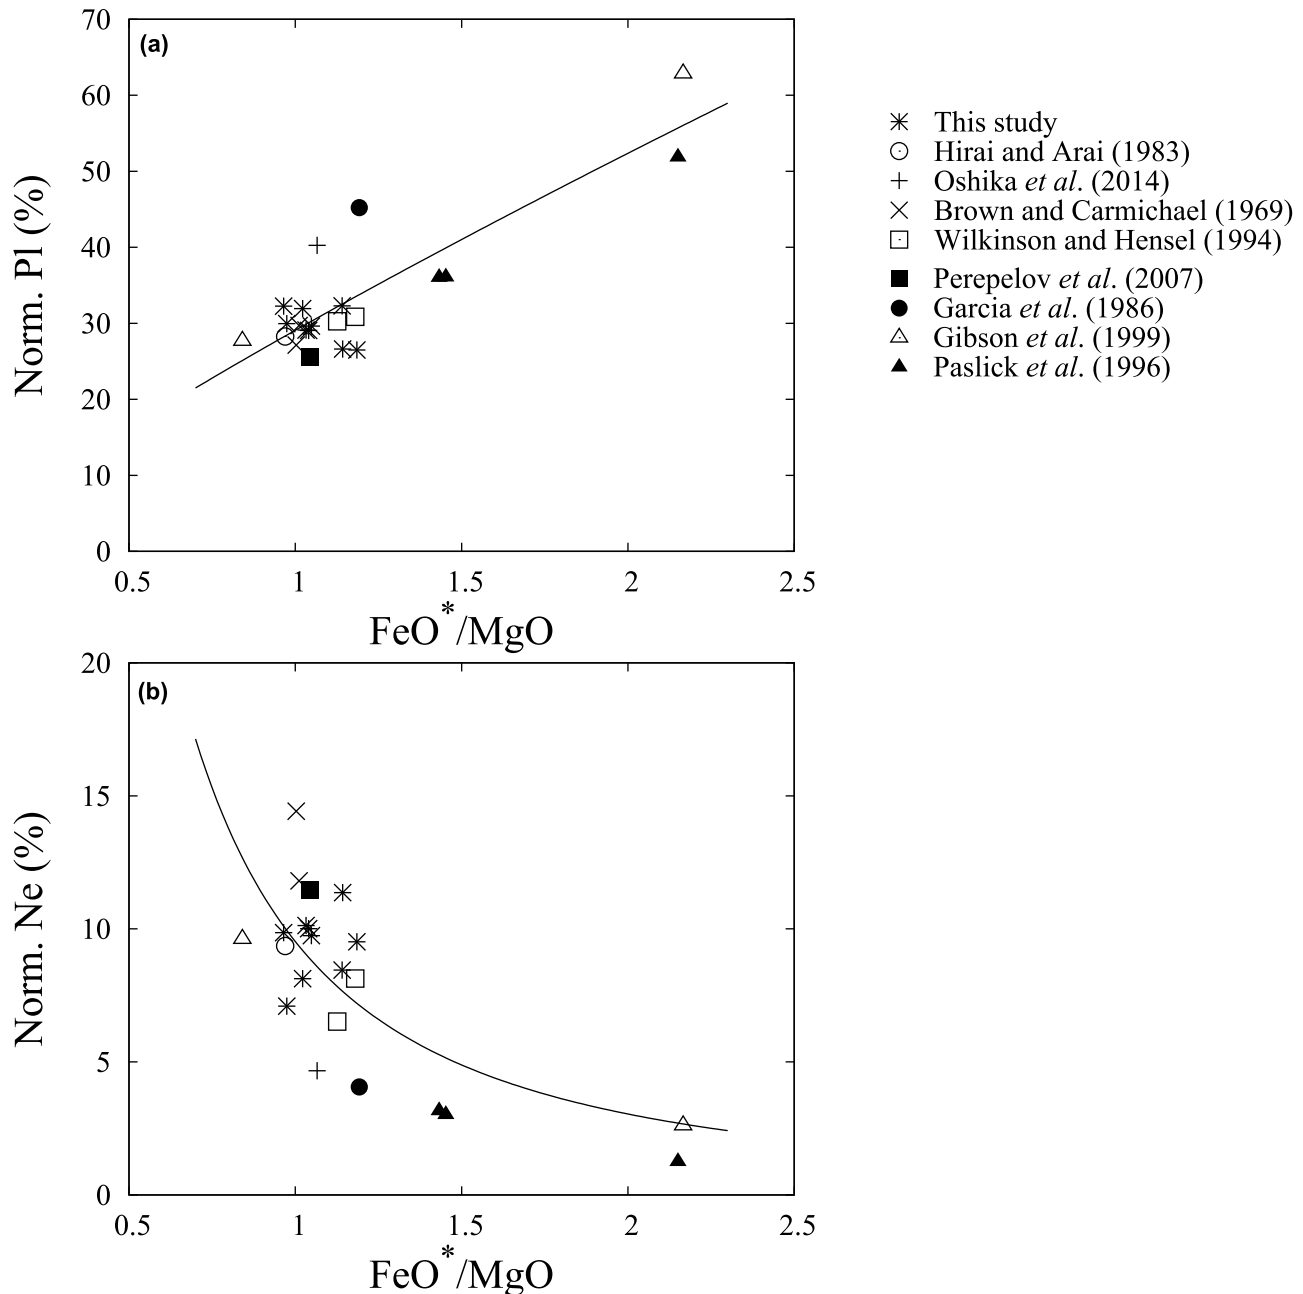 70
(a)
60
50
40
30
20
10
0
Norm. Pl (%)
0.5 1 1.5 2 2.5
FeO*/MgO
This study
Hirai and Arai (1983)
Oshika et al. (2014)
Brown and Carmichael (1969)
Wilkinson and Hensel (1994)
Perepelov et al. (2007)
Garcia et al. (1986)
Gibson et al. (1999)
Paslick et al. (1996)
20
(b)
15
10
5
0
Norm. Ne (%)
0.5 1 1.5 2 2.5
FeO*/MgO